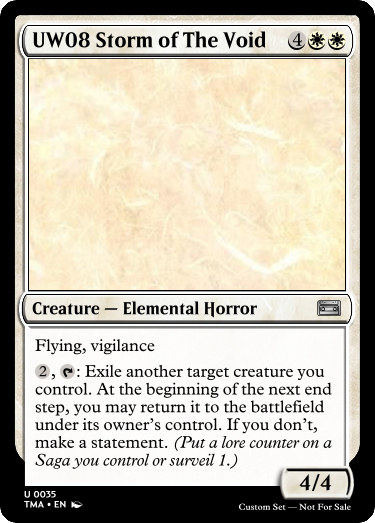 UW08 Storm of The Void 4
Creature — Elemental Horror
Flying, vigilance
2, : Exile another target creature you
control. At the beginning of the next end
step, you may return it to the battlefield
under its owner's control. If you don't,
make a statement. (Put a lore counter on a
Saga you control or surveil 1.)
4/4
U 0035
TMA • EN
Custom Set — Not For Sale